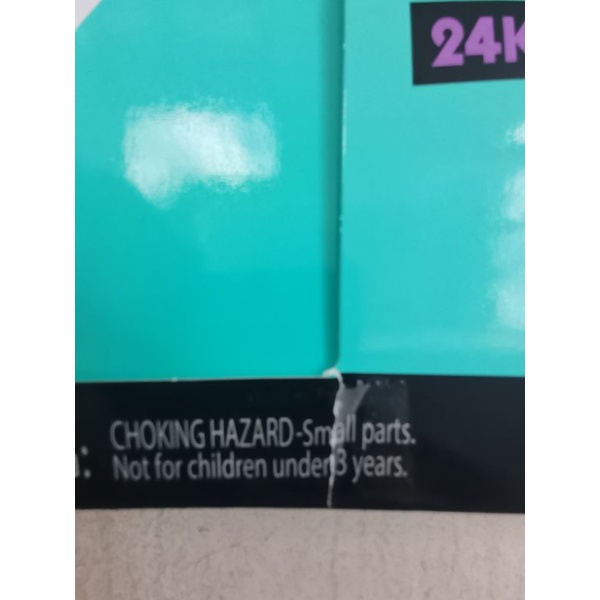 24K
CHOKING HAZARD-Small parts.
Not for children under 3 years.